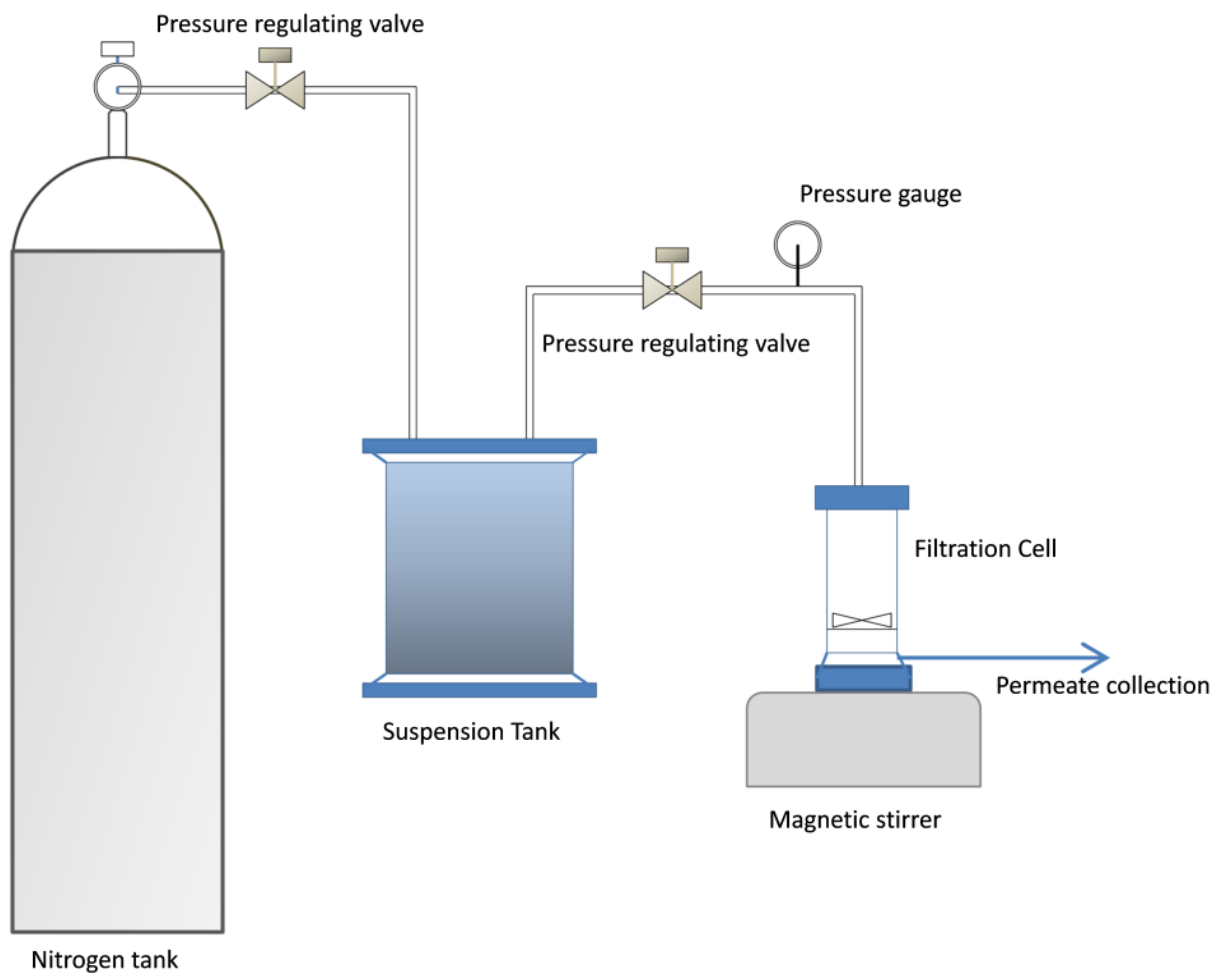 Pressure regulating valve
Pressure gauge
Pressure regulating valve
Filtration Cell
Permeate collection
Suspension Tank
Magnetic stirrer
Nitrogen tank